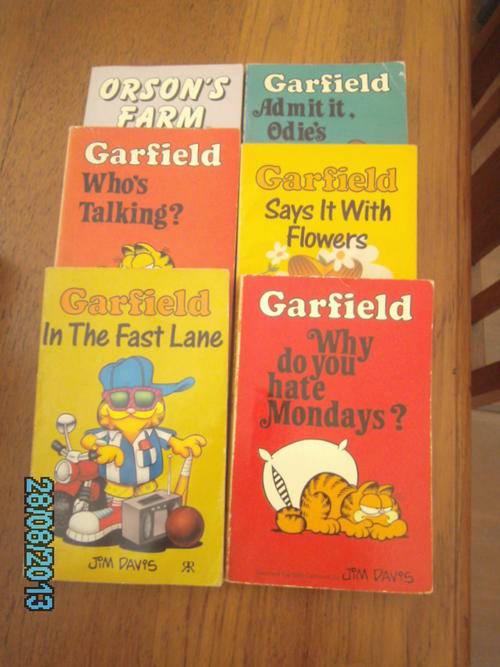 ORSON'S
FARM
Garfield
Admit it,
Odie's
Garfield
Who's
Talking?
Garfield
Says It With
Flowers
Garfield
In The Fast Lane
JIM DAVIS
RR
Garfield
Why
do you
hate
Mondays?
JIM DAVIS
28/08/2013